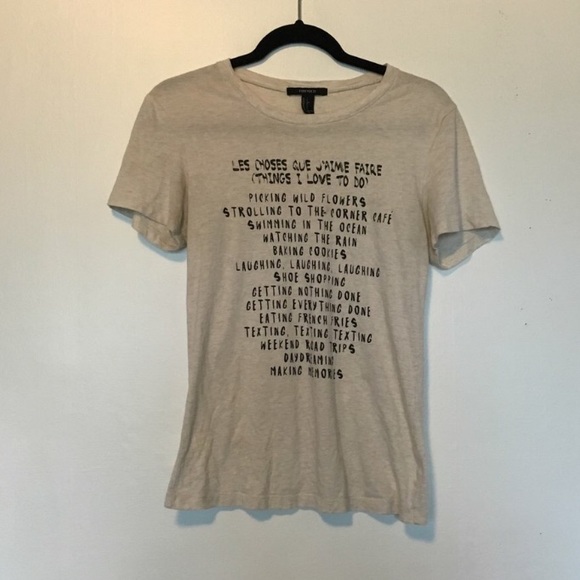 LES CHOSES QUE J'AIME FAIRE
(THINGS I LOVE TO DO)
PICKING WILD FLOWERS
STROLLING TO THE CORNER CAFÉ
SWIMMING IN THE OCEAN
WATCHING THE RAIN
BAKING COOKIES
LAUGHING, LAUGHING, LAUGHING
SHOE SHOPPING
GETTING NOTHING DONE
GETTING EVERYTHING DONE
EATING FRENCH FRIES
TEXTING, TEXTING TEXTING
WEEKEND ROAD TRIPS
DAYDREAMING
MAKING MEMORIES